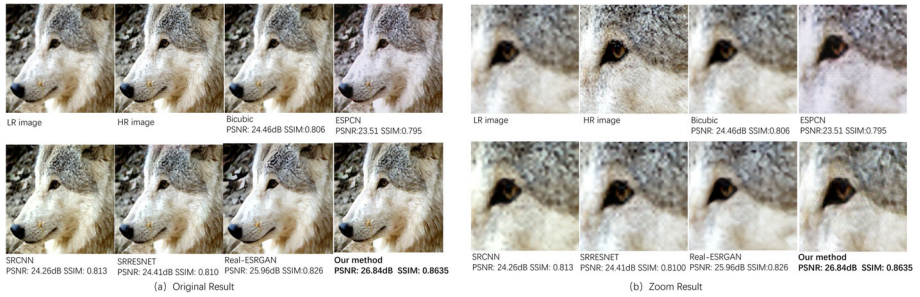 LR image
HR image
Bicubic
PSNR: 24.46dB SSIM:0.806
ESPCN
PSNR:23.51 SSIM:0.795
SRCNN
PSNR: 24.26dB SSIM: 0.813
SRRESNET
PSNR: 24.41dB SSIM: 0.810
Real-ESRGAN
PSNR: 25.96dB SSIM:0.826
Our method
PSNR: 26.84dB SSIM: 0.8635
(a) Original Result
LR image
HR image
Bicubic
PSNR: 24.46dB SSIM:0.806
ESPCN
PSNR:23.51 SSIM:0.795
SRCNN
PSNR: 24.26dB SSIM: 0.813
SRRESNET
PSNR: 24.41dB SSIM: 0.8100
Real-ESRGAN
PSNR: 25.96dB SSIM:0.826
Our method
PSNR: 26.84dB SSIM: 0.8635
(b) Zoom Result